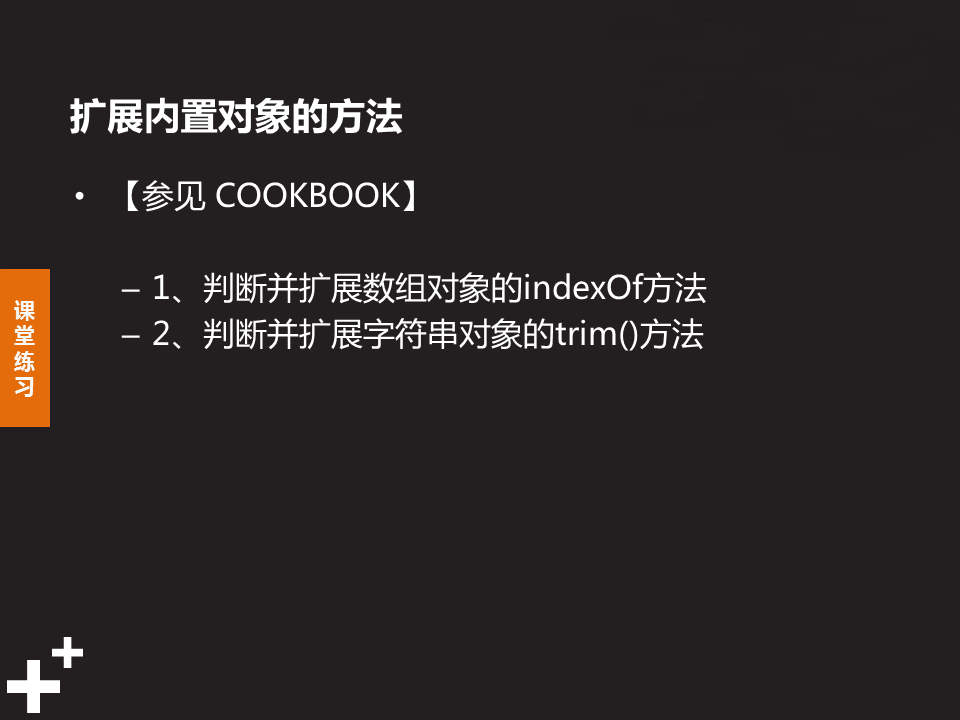 扩展内置对象的方法
• 【参见 COOKBOOK】
– 1、判断并扩展数组对象的indexOf方法
– 2、判断并扩展字符串对象的trim()方法
课
堂
练
习